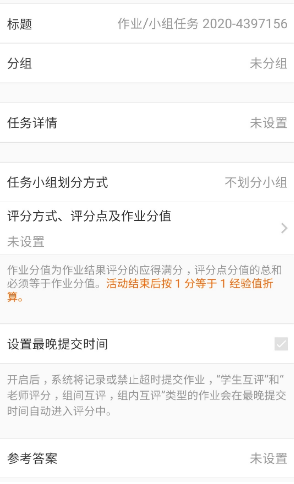 标题 作业/小组任务 2020-4397156
分组 未分组
任务详情 未设置
任务小组划分方式 不划分小组
评分方式、评分点及作业分值
未设置
作业分值为作业结果评分的应得满分，评分点分值的总和
必须等于作业分值。活动结束后按 1 分等于 1 经验值折
算。
设置最晚提交时间
开启后，系统将记录或禁止超时提交作业，“学生互评”和“
老师评分，组间互评，组内互评”类型的作业会在最晚提交
时间自动进入评分中。
参考答案 未设置